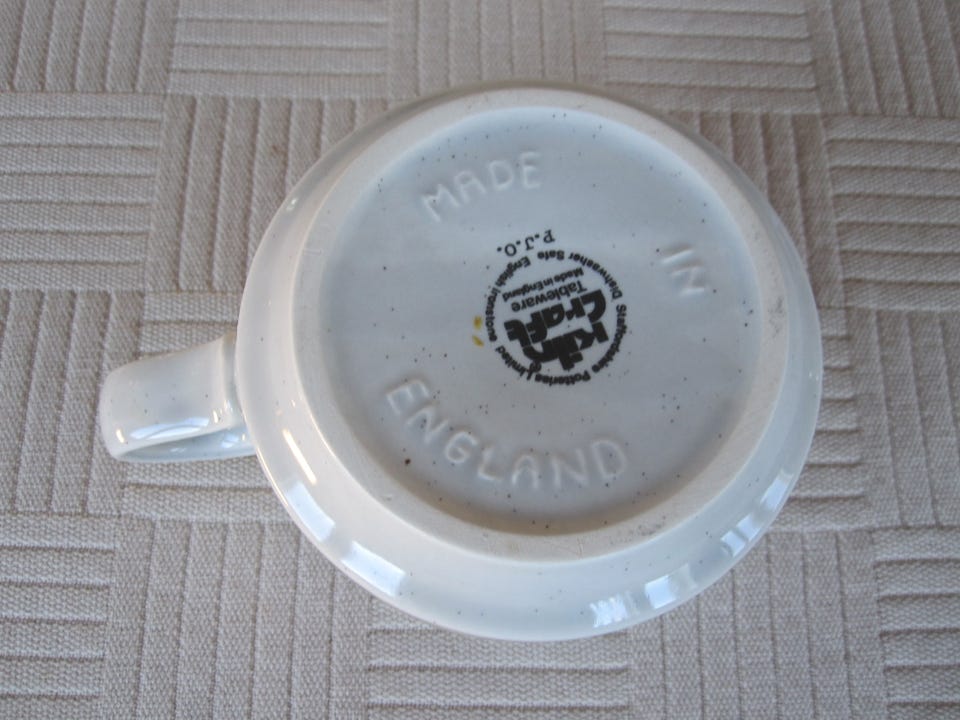 MADE
IN
ENGLAND
Staffordshire Potteries Limited
Kiln
Craft
Tableware
Made in England
Dishwasher Safe English Ironstone
P.J.O.